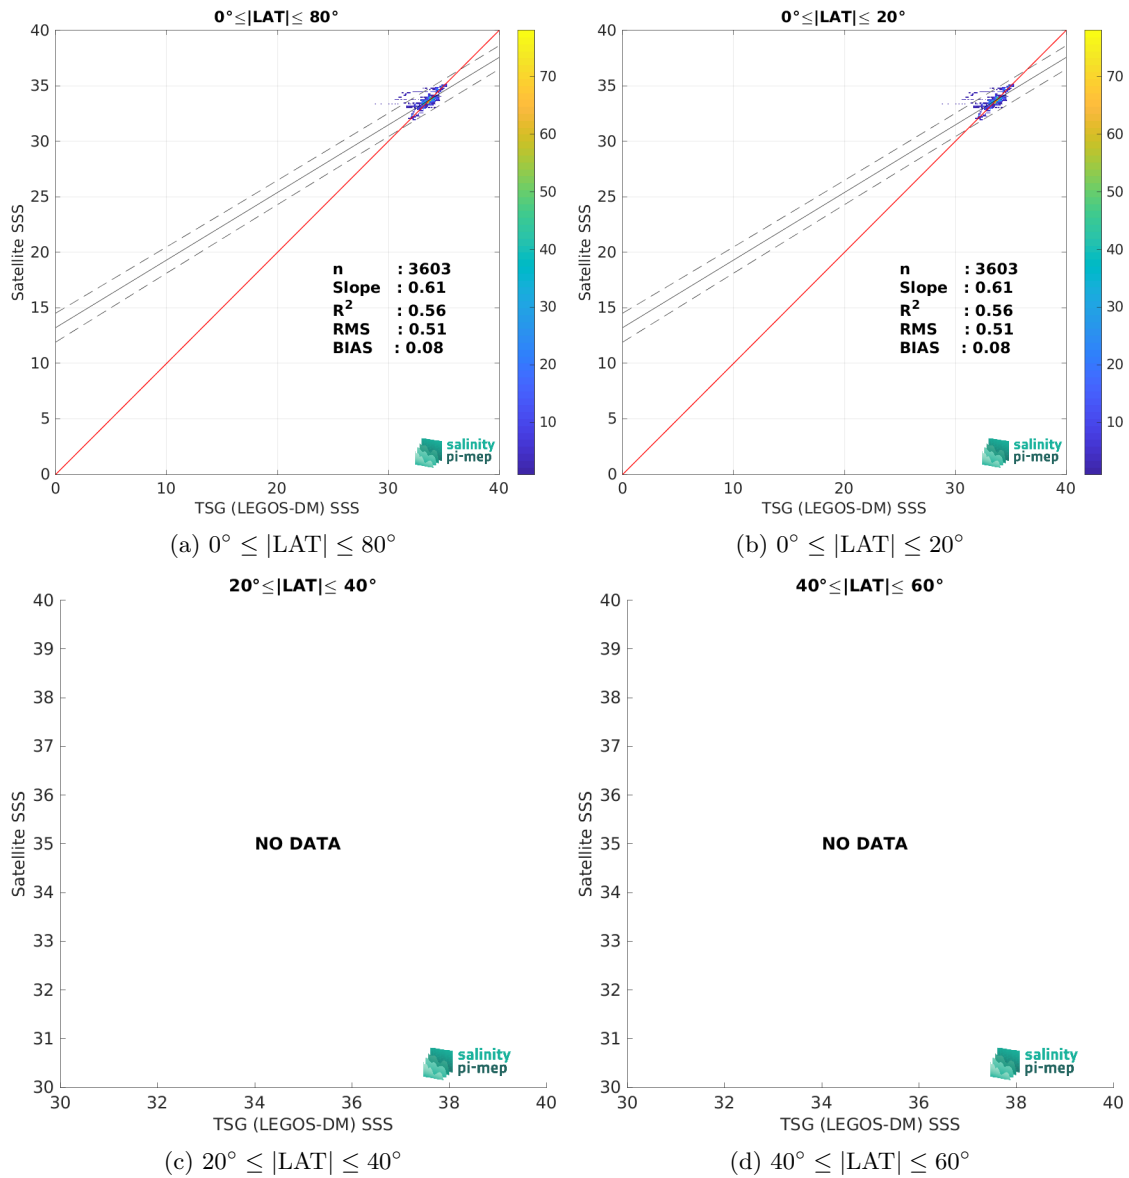 0°≤|LAT|≤ 80°
40
35
30
25
20
15
10
5
0
Satellite SSS
n : 3603
Slope : 0.61
R² : 0.56
RMS : 0.51
BIAS : 0.08
salinity
pi-mep
0 10 20 30 40
TSG (LEGOS-DM) SSS
70
60
50
40
30
20
10
(a) 0° ≤ |LAT| ≤ 80°
0°≤|LAT|≤ 20°
40
35
30
25
20
15
10
5
0
Satellite SSS
n : 3603
Slope : 0.61
R² : 0.56
RMS : 0.51
BIAS : 0.08
salinity
pi-mep
0 10 20 30 40
TSG (LEGOS-DM) SSS
70
60
50
40
30
20
10
(b) 0° ≤ |LAT| ≤ 20°
20°≤|LAT|≤ 40°
40
39
38
37
36
35
34
33
32
31
30
Satellite SSS
NO DATA
salinity
pi-mep
30 32 34 36 38 40
TSG (LEGOS-DM) SSS
(c) 20° ≤ |LAT| ≤ 40°
40°≤|LAT|≤ 60°
40
39
38
37
36
35
34
33
32
31
30
Satellite SSS
NO DATA
salinity
pi-mep
30 32 34 36 38 40
TSG (LEGOS-DM) SSS
(d) 40° ≤ |LAT| ≤ 60°